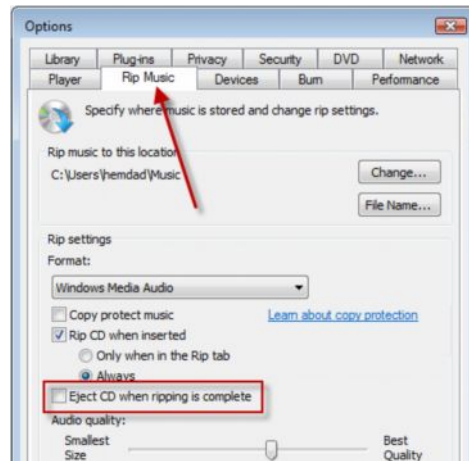 Options
Library Plug-ins Privacy Security DVD Network
Player Rip Music Devices Burn Performance
Specify where music is stored and change rip settings.
Rip music to this location
C:\Users\hemdad\Music
Change...
File Name...
Rip settings
Format:
Windows Media Audio
Copy protect music Learn about copy protection
Rip CD when inserted
Only when in the Rip tab
Always
Eject CD when ripping is complete
Audio quality:
Smallest Best
Size Quality